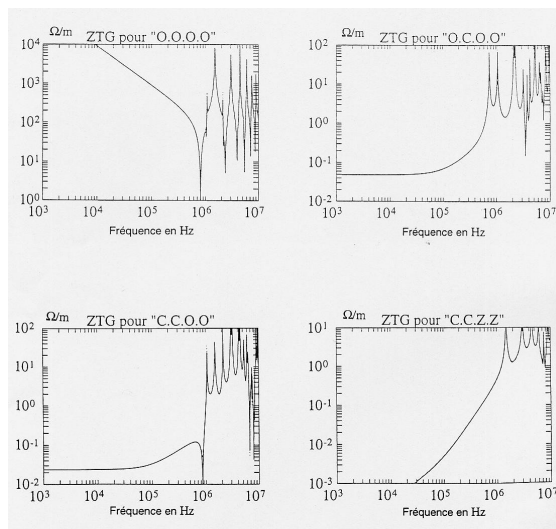 Ω/m ZTG pour "O.O.O.O"
10⁴
10³
10²
10¹
10⁰
10³ 10⁴ 10⁵ 10⁶ 10⁷
Fréquence en Hz
Ω/m ZTG pour "O.C.O.O"
10²
10¹
10⁰
10⁻¹
10⁻²
10³ 10⁴ 10⁵ 10⁶ 10⁷
Fréquence en Hz
Ω/m ZTG pour "C.C.O.O"
10²
10¹
10⁰
10⁻¹
10⁻²
10³ 10⁴ 10⁵ 10⁶ 10⁷
Fréquence en Hz
Ω/m ZTG pour "C.C.Z.Z"
10¹
10⁰
10⁻¹
10⁻²
10⁻³
10³ 10⁴ 10⁵ 10⁶ 10⁷
Fréquence en Hz